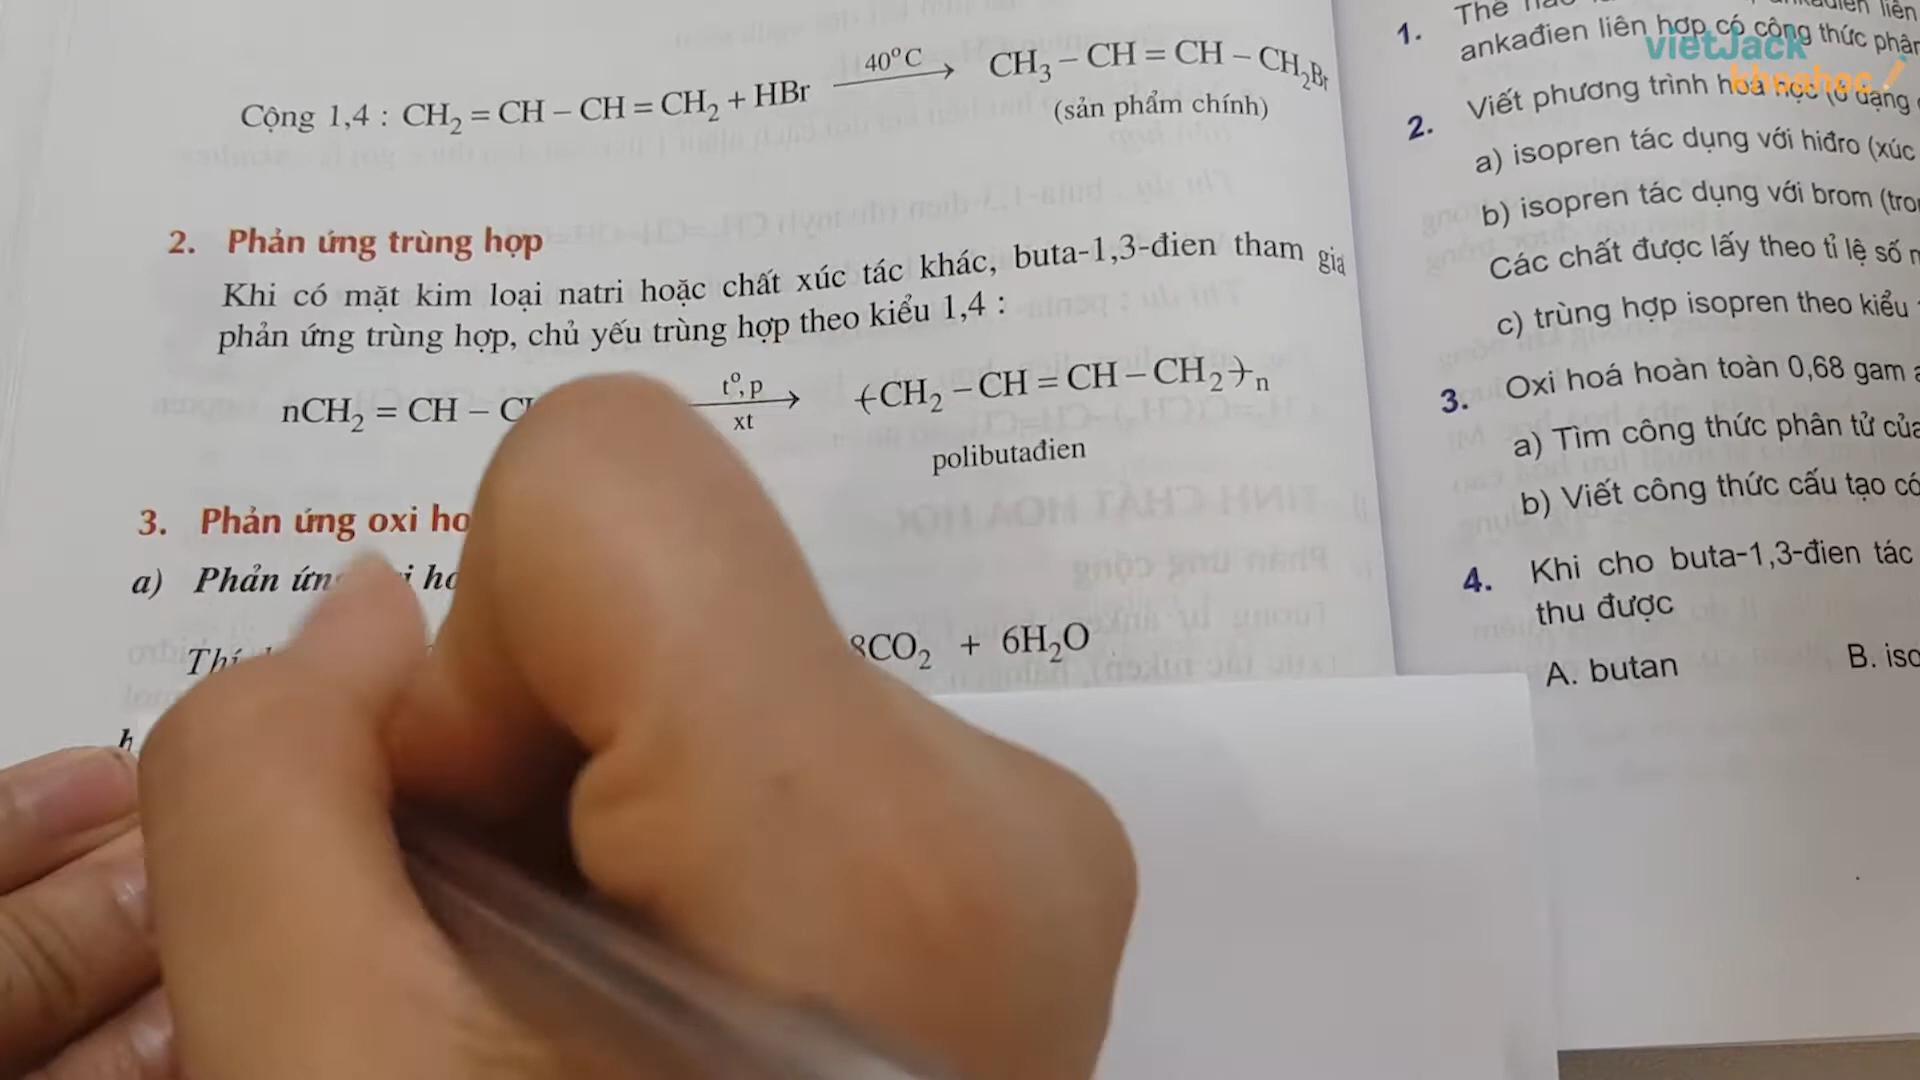 40°C
Cộng 1,4 : CH₂ = CH – CH = CH₂ + HBr → CH₃ – CH = CH – CH₂Br
(sản phẩm chính)
2. Phản ứng trùng hợp
Khi có mặt kim loại natri hoặc chất xúc tác khác, buta-1,3-đien tham gia
phản ứng trùng hợp, chủ yếu trùng hợp theo kiểu 1,4 :
t°, p
nCH₂ = CH – → (CH₂ – CH = CH – CH₂)ₙ
xt
polibutađien
3. Phản ứng oxi
a) Phản
8CO₂ + 6H₂O
1.
ankađien liên hợp có công thức
2. Viết phương trình hoá học
a) isopren tác dụng với hiđro (xúc
b) isopren tác dụng với brom
Các chất được lấy theo tỉ lệ số
c) trùng hợp isopren theo kiểu
3. Oxi hoá hoàn toàn 0,68 gam
a) Tìm công thức phân tử của
b) Viết công thức cấu tạo có
4. Khi cho buta-1,3-đien tác
thu được
A. butan
B.
vietJack
khoahoc